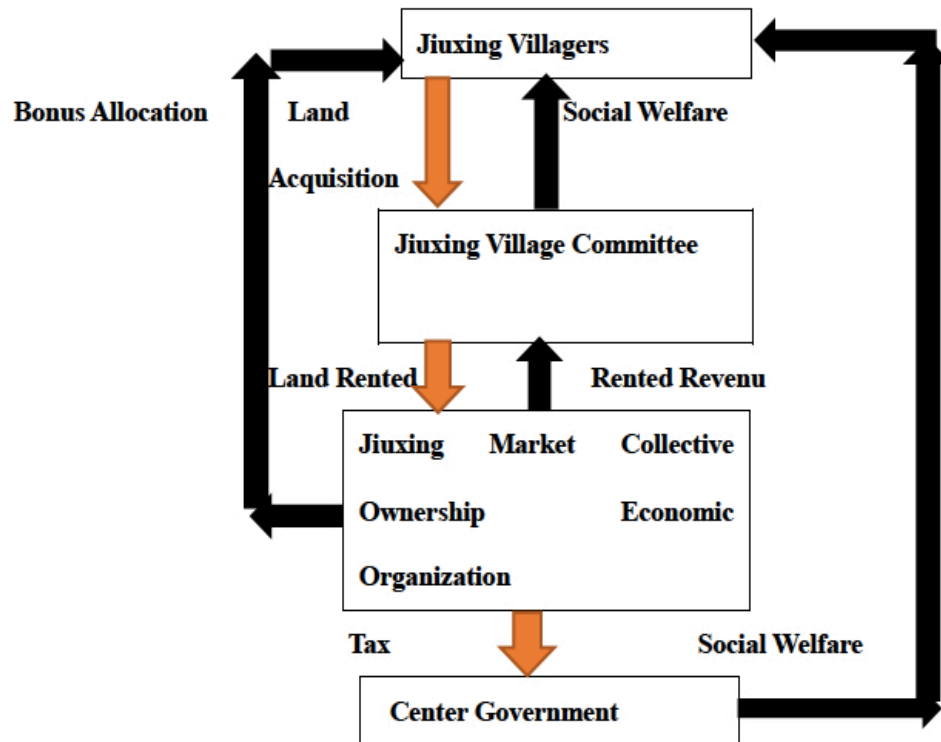 Jiuxing Villagers
Bonus Allocation
Land
Social Welfare
Acquisition
Jiuxing Village Committee
Land Rented
Rented Revenu
Jiuxing Market Collective
Ownership Economic
Organization
Tax
Social Welfare
Center Government